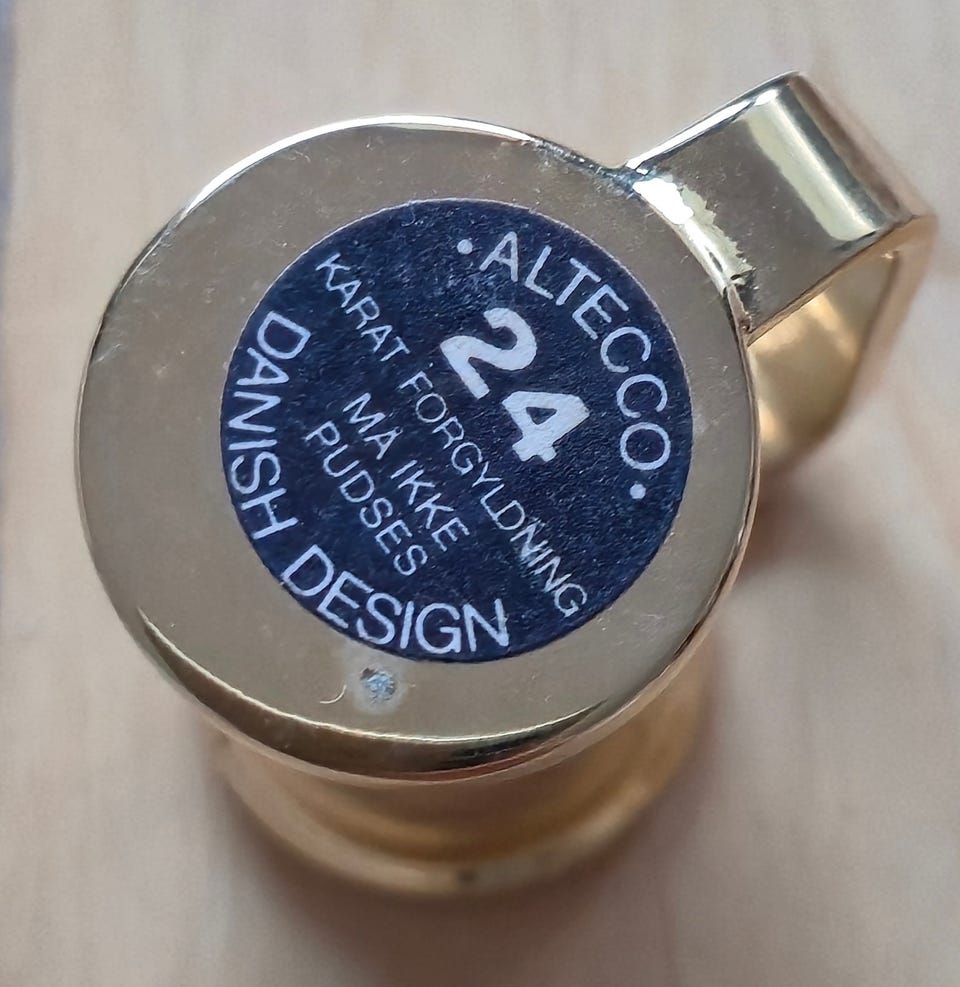 · ALTECCO ·
24
KARAT FORGYLDNING
MÅ IKKE
PUDSES
DANISH DESIGN